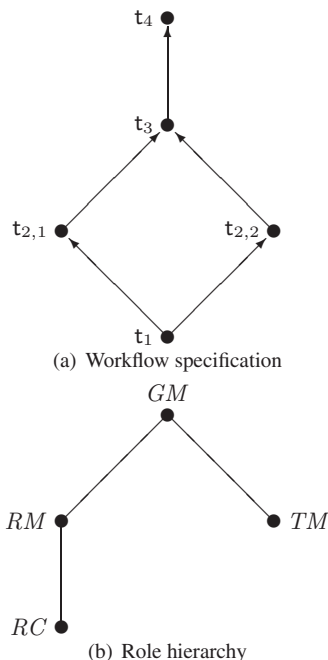 t4
t3
t2,1 t2,2
t1
(a) Workflow specification
GM
RM TM
RC
(b) Role hierarchy